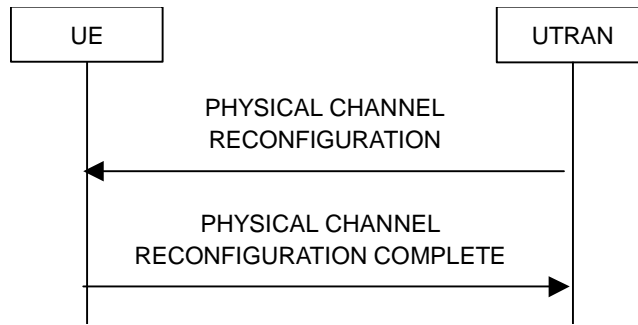 UE
UTRAN
PHYSICAL CHANNEL
RECONFIGURATION
PHYSICAL CHANNEL
RECONFIGURATION COMPLETE